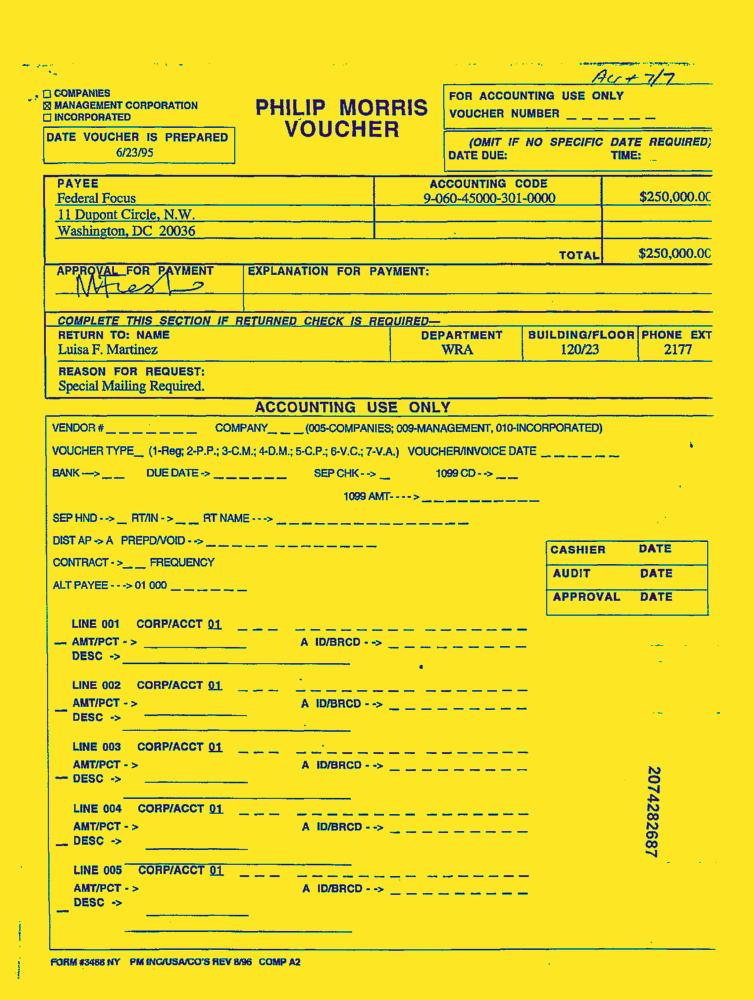 ☐ COMPANIES
☒ MANAGEMENT CORPORATION
☐ INCORPORATED
PHILIP MORRIS
VOUCHER
FOR ACCOUNTING USE ONLY
VOUCHER NUMBER _ _ _ _ _ _
DATE VOUCHER IS PREPARED
6/23/95
(OMIT IF NO SPECIFIC DATE REQUIRED)
DATE DUE: TIME:
PAYEE ACCOUNTING CODE
Federal Focus 9-060-45000-301-0000 $250,000.00
11 Dupont Circle, N.W.
Washington, DC 20036
TOTAL $250,000.00
APPROVAL FOR PAYMENT EXPLANATION FOR PAYMENT:
COMPLETE THIS SECTION IF RETURNED CHECK IS REQUIRED—
RETURN TO: NAME DEPARTMENT BUILDING/FLOOR PHONE EXT
Luisa F. Martinez WRA 120/23 2177
REASON FOR REQUEST:
Special Mailing Required.
ACCOUNTING USE ONLY
VENDOR # _ _ _ _ _ _ _ COMPANY_ _ _ (005-COMPANIES; 009-MANAGEMENT, 010-INCORPORATED)
VOUCHER TYPE_ (1-Reg; 2-P.P.; 3-C.M.; 4-D.M.; 5-C.P.; 6-V.C.; 7-V.A.) VOUCHER/INVOICE DATE _ _ _ _ _ _
BANK --> _ _ DUE DATE -> _ _ _ _ _ _ SEP CHK - -> _ 1099 CD - -> _ _
1099 AMT- - - -> _ _ _ _ _ _ _ _ _
SEP HND - -> _ RT/IN - > _ _ RT NAME - - -> _ _ _ _ _ _ _ _ _ _ _ _ _ _ _
DIST AP -> A PREPD/VOID - -> _ _ _ _ _ _ _ _ _ _ _ _
CONTRACT - > _ _ FREQUENCY
ALT PAYEE - - -> 01 000 _ _ _ _ _ _
CASHIER DATE
AUDIT DATE
APPROVAL DATE
LINE 001 CORP/ACCT 01 _ _ _ _ _ _ _ _ _ _ _ _ _ _ _
AMT/PCT - > A ID/BRCD - -> _ _ _ _ _ _ _ _
DESC ->
LINE 002 CORP/ACCT 01 _ _ _ _ _ _ _ _ _ _ _ _ _ _ _
AMT/PCT - > A ID/BRCD - -> _ _ _ _ _ _ _ _
DESC ->
LINE 003 CORP/ACCT 01 _ _ _ _ _ _ _ _ _ _ _ _ _ _ _
AMT/PCT - > A ID/BRCD - -> _ _ _ _ _ _ _ _
DESC ->
LINE 004 CORP/ACCT 01 _ _ _ _ _ _ _ _ _ _ _ _ _ _ _
AMT/PCT - > A ID/BRCD - -> _ _ _ _ _ _ _ _
DESC ->
LINE 005 CORP/ACCT 01 _ _ _ _ _ _ _ _ _ _ _ _ _ _ _
AMT/PCT - > A ID/BRCD - -> _ _ _ _ _ _ _ _
DESC ->
2074282687
FORM #3488 NY PM INC/USA/CO'S REV 8/96 COMP A2